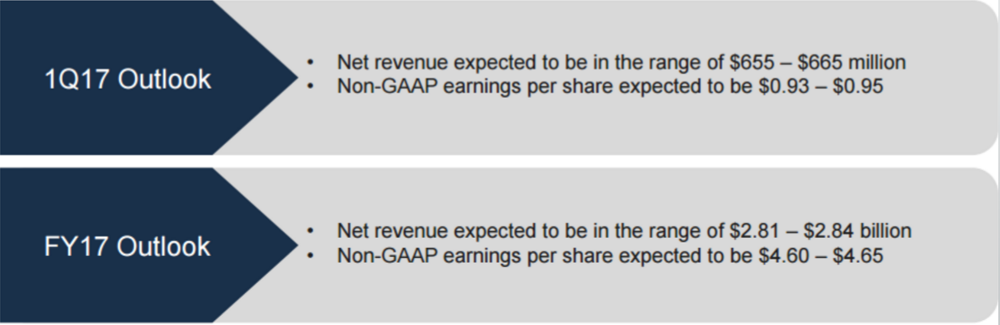 1Q17 Outlook
• Net revenue expected to be in the range of $655 – $665 million
• Non-GAAP earnings per share expected to be $0.93 – $0.95
FY17 Outlook
• Net revenue expected to be in the range of $2.81 – $2.84 billion
• Non-GAAP earnings per share expected to be $4.60 – $4.65